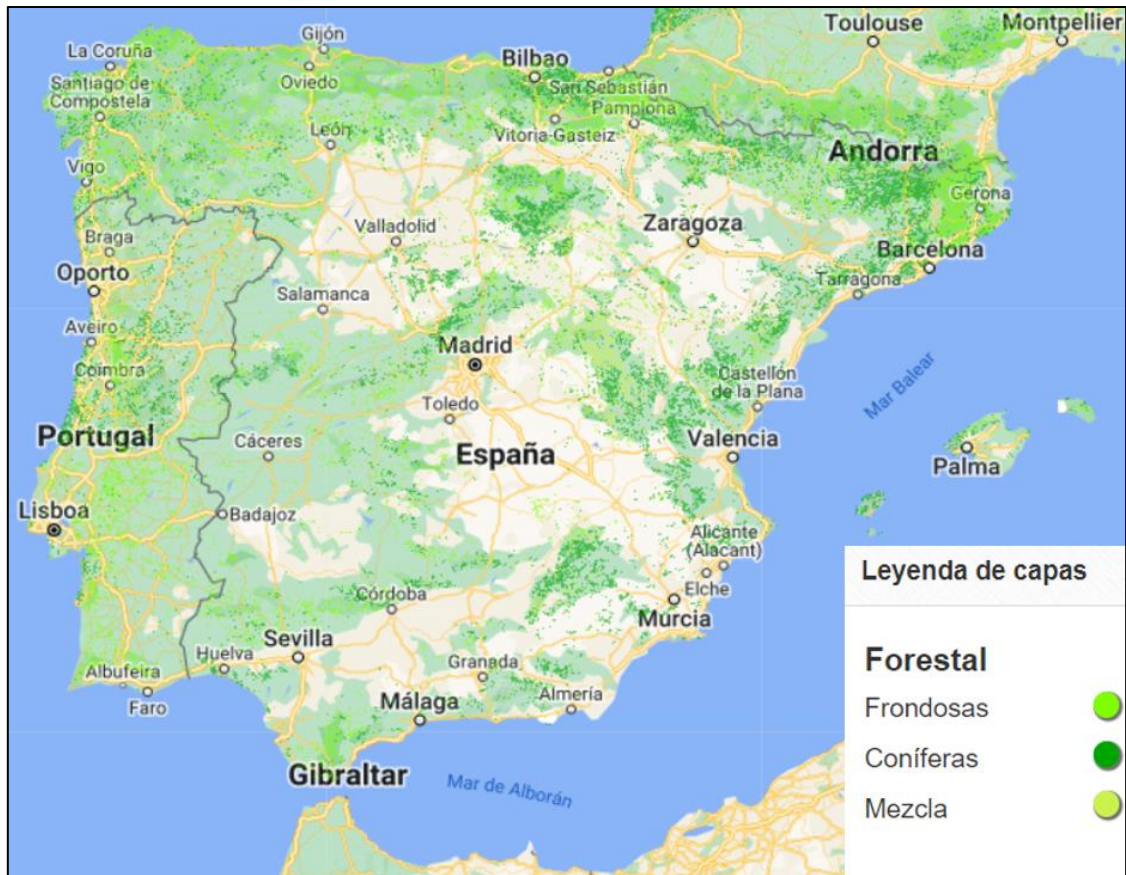 Toulouse
Montpellier
Gijón
La Coruña
Bilbao
Santiago de
Compostela
Oviedo
San Sebastián
Pamplona
León
Vitoria-Gasteiz
Andorra
Vigo
Gerona
Braga
Valladolid
Zaragoza
Barcelona
Oporto
Salamanca
Tarragona
Aveiro
Madrid
Coimbra
Castellón
de la Plana
Mar Balear
Toledo
Portugal
Cáceres
España
Valencia
Palma
Lisboa
Badajoz
Alicante
(Alacant)
Elche
Córdoba
Murcia
Sevilla
Huelva
Granada
Albufeira
Almería
Faro
Málaga
Gibraltar
Mar de Alborán
Leyenda de capas
Forestal
Frondosas
Coníferas
Mezcla